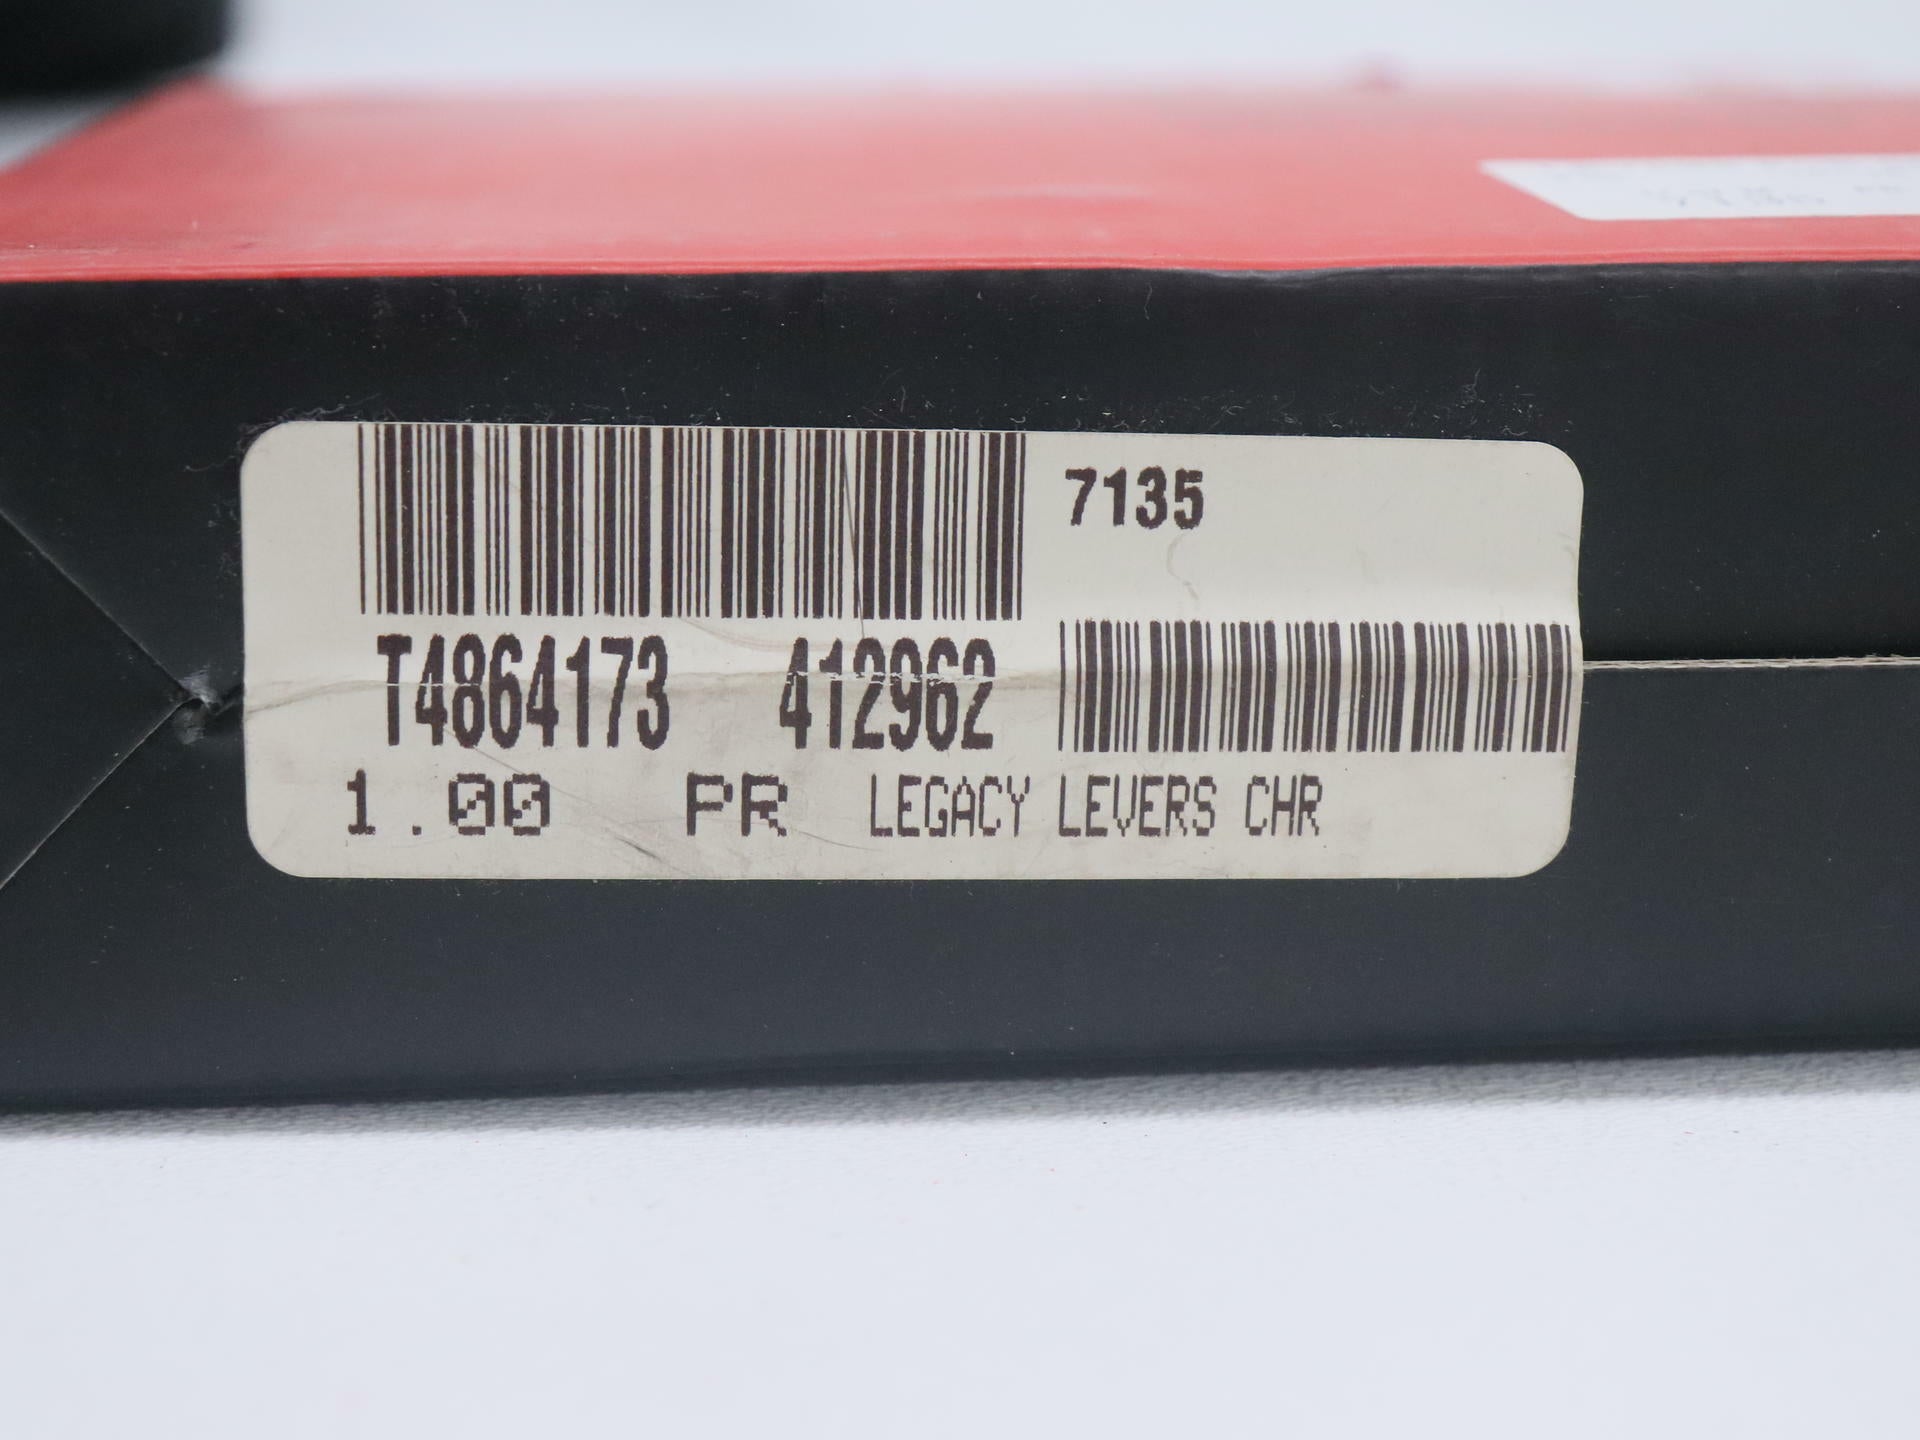 7135
T4864173 412962
1.00 PR LEGACY LEVERS CHR